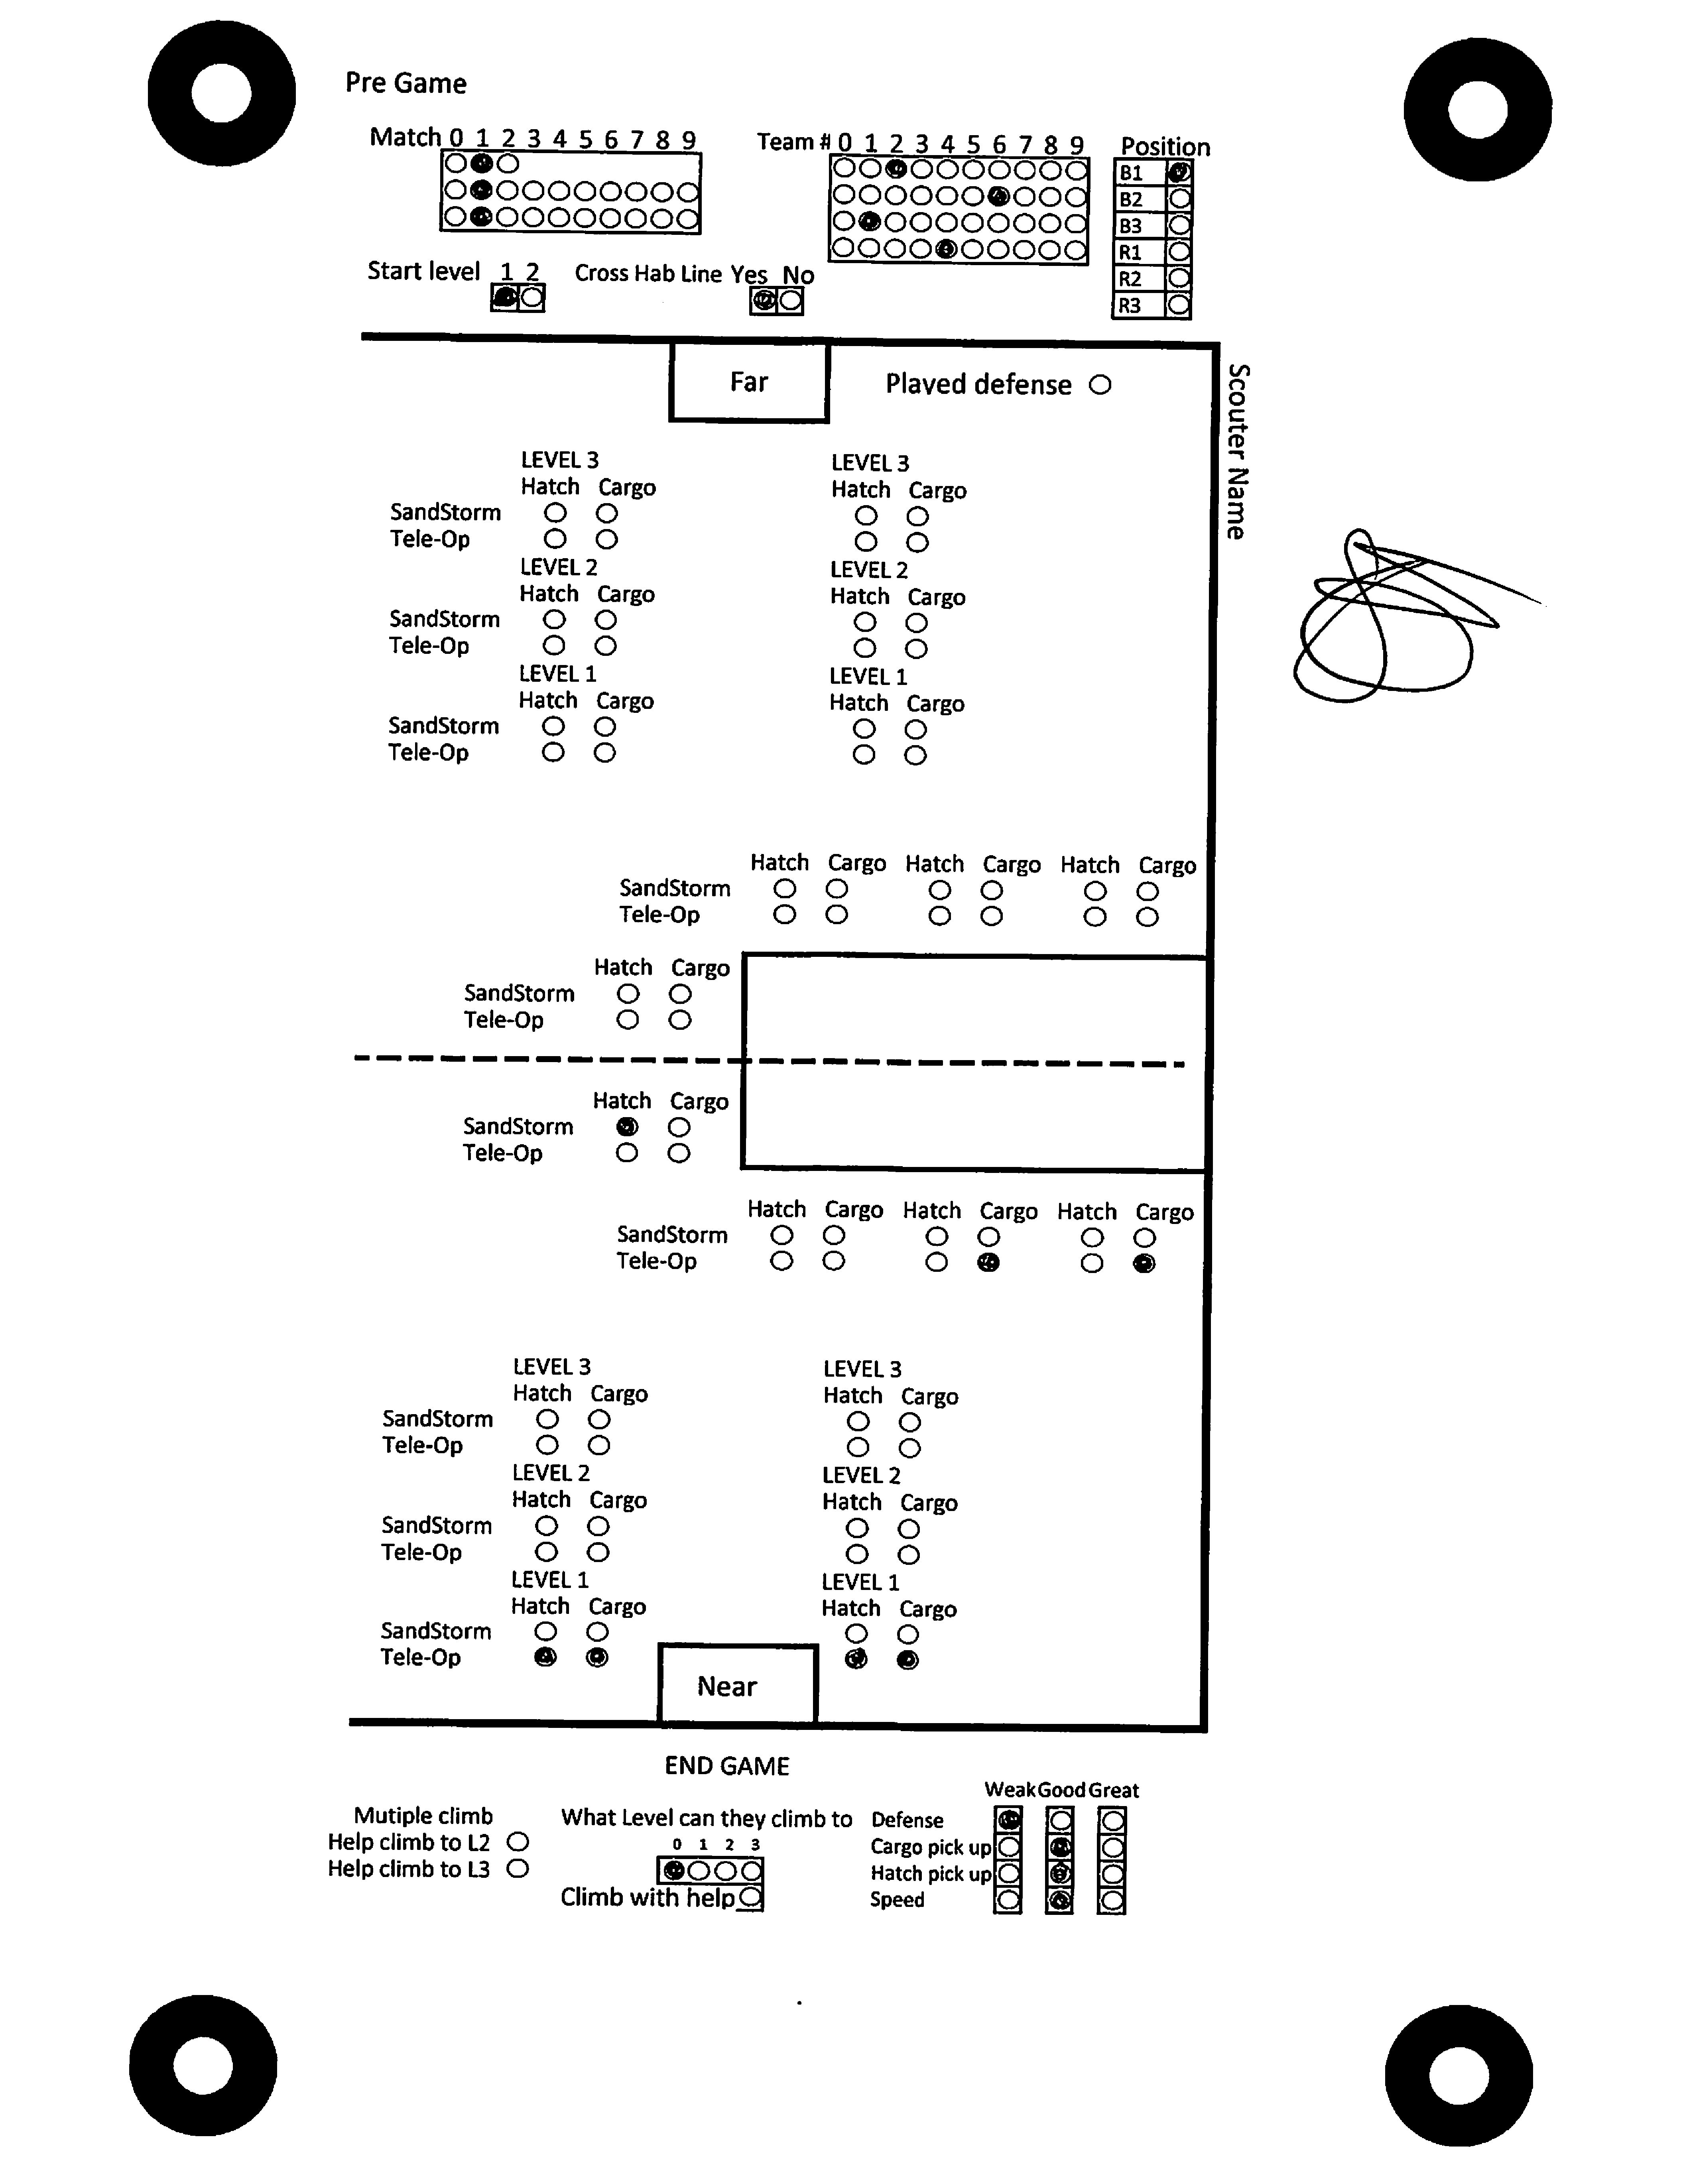 Pre Game
Match 0 1 2 3 4 5 6 7 8 9
Team # 0 1 2 3 4 5 6 7 8 9
Position
B1
B2
B3
R1
R2
R3
Start level 1 2
Cross Hab Line Yes No
Far
Played defense
Scouter Name
LEVEL 3 LEVEL 3
Hatch Cargo Hatch Cargo
SandStorm
Tele-Op
LEVEL 2 LEVEL 2
Hatch Cargo Hatch Cargo
SandStorm
Tele-Op
LEVEL 1 LEVEL 1
Hatch Cargo Hatch Cargo
SandStorm
Tele-Op
Hatch Cargo Hatch Cargo Hatch Cargo
SandStorm
Tele-Op
Hatch Cargo
SandStorm
Tele-Op
Hatch Cargo
SandStorm
Tele-Op
Hatch Cargo Hatch Cargo Hatch Cargo
SandStorm
Tele-Op
LEVEL 3 LEVEL 3
Hatch Cargo Hatch Cargo
SandStorm
Tele-Op
LEVEL 2 LEVEL 2
Hatch Cargo Hatch Cargo
SandStorm
Tele-Op
LEVEL 1 LEVEL 1
Hatch Cargo Hatch Cargo
SandStorm
Tele-Op
Near
END GAME
Mutiple climb
Help climb to L2
Help climb to L3
What Level can they climb to
0 1 2 3
Climb with help
Weak Good Great
Defense
Cargo pick up
Hatch pick up
Speed